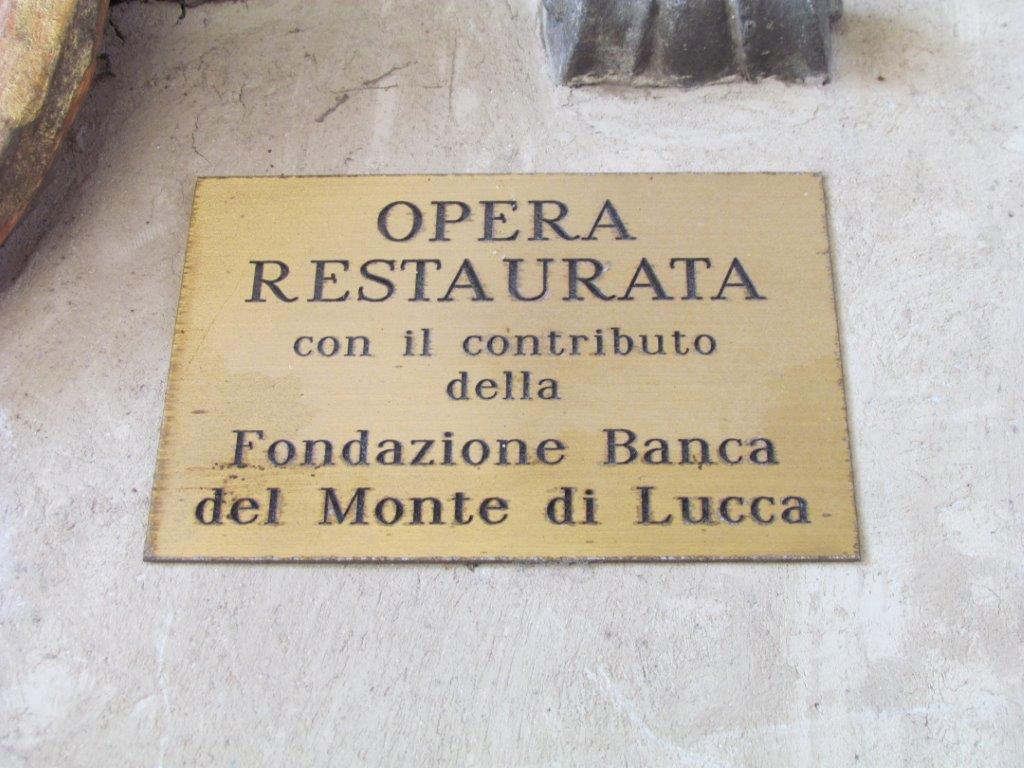 OPERA
RESTAURATA
con il contributo
della
Fondazione Banca
del Monte di Lucca